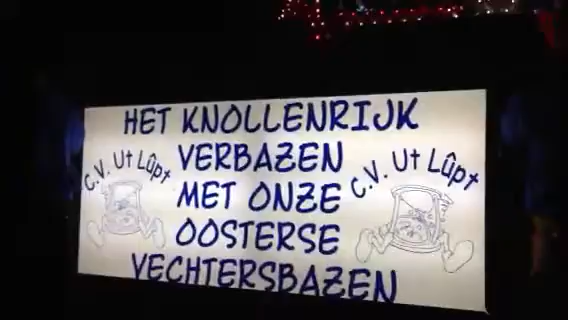 HET KNOLLENRIJK
VERBAZEN
MET ONZE
OOSTERSE
VECHTERSBAZEN
C.V. Ut Lûpt
C.V. Ut Lûpt